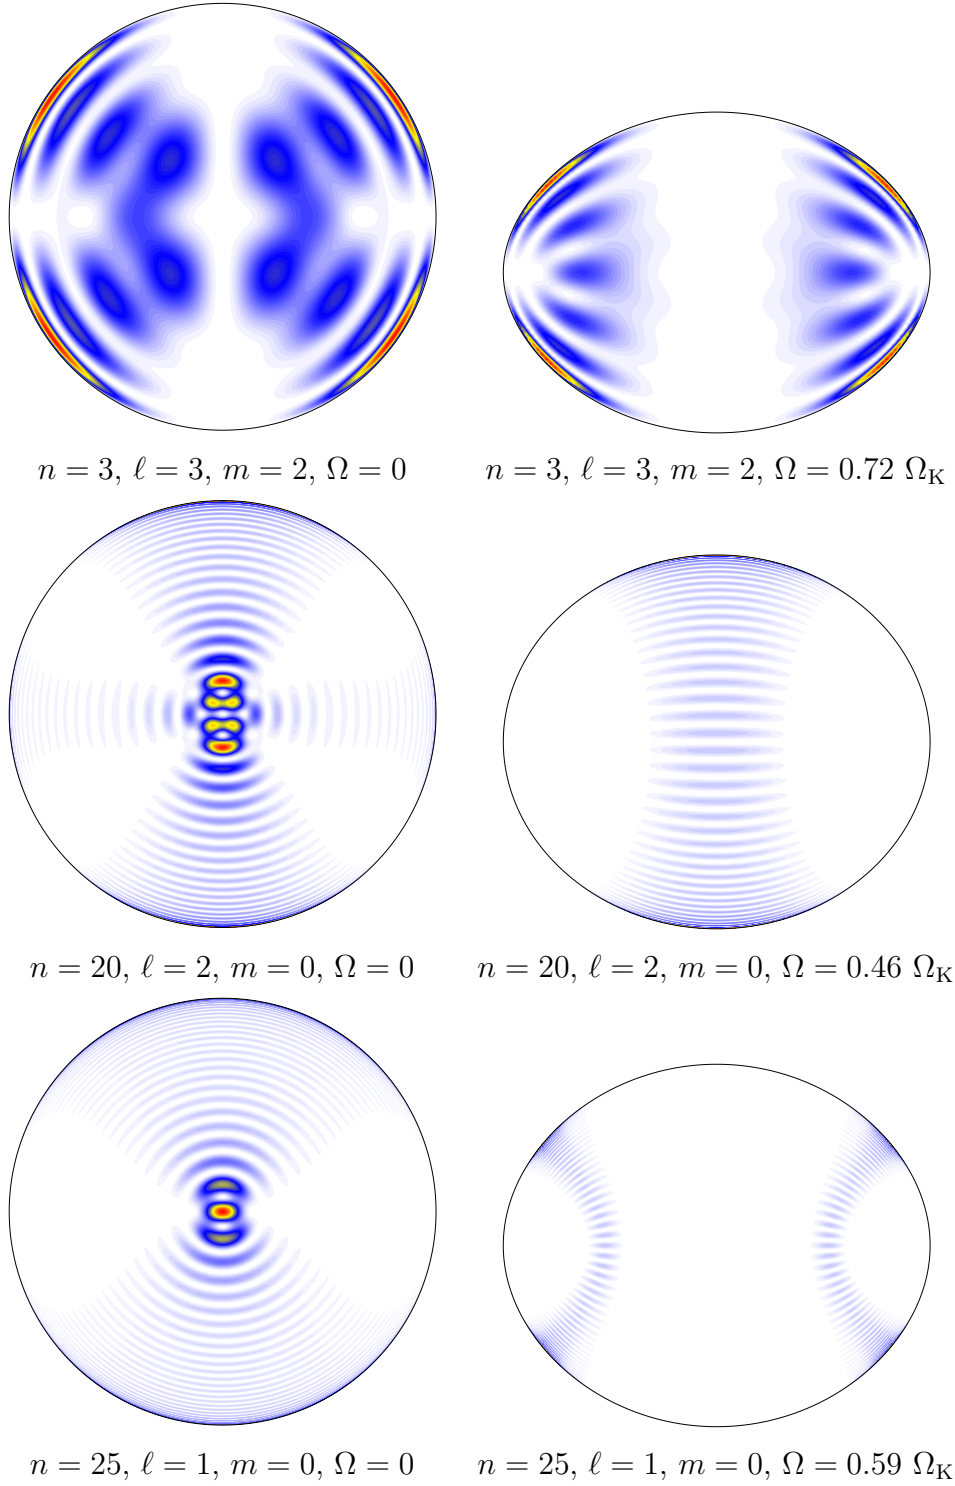 n = 3, ℓ = 3, m = 2, Ω = 0
n = 3, ℓ = 3, m = 2, Ω = 0.72 Ω_K
n = 20, ℓ = 2, m = 0, Ω = 0
n = 20, ℓ = 2, m = 0, Ω = 0.46 Ω_K
n = 25, ℓ = 1, m = 0, Ω = 0
n = 25, ℓ = 1, m = 0, Ω = 0.59 Ω_K